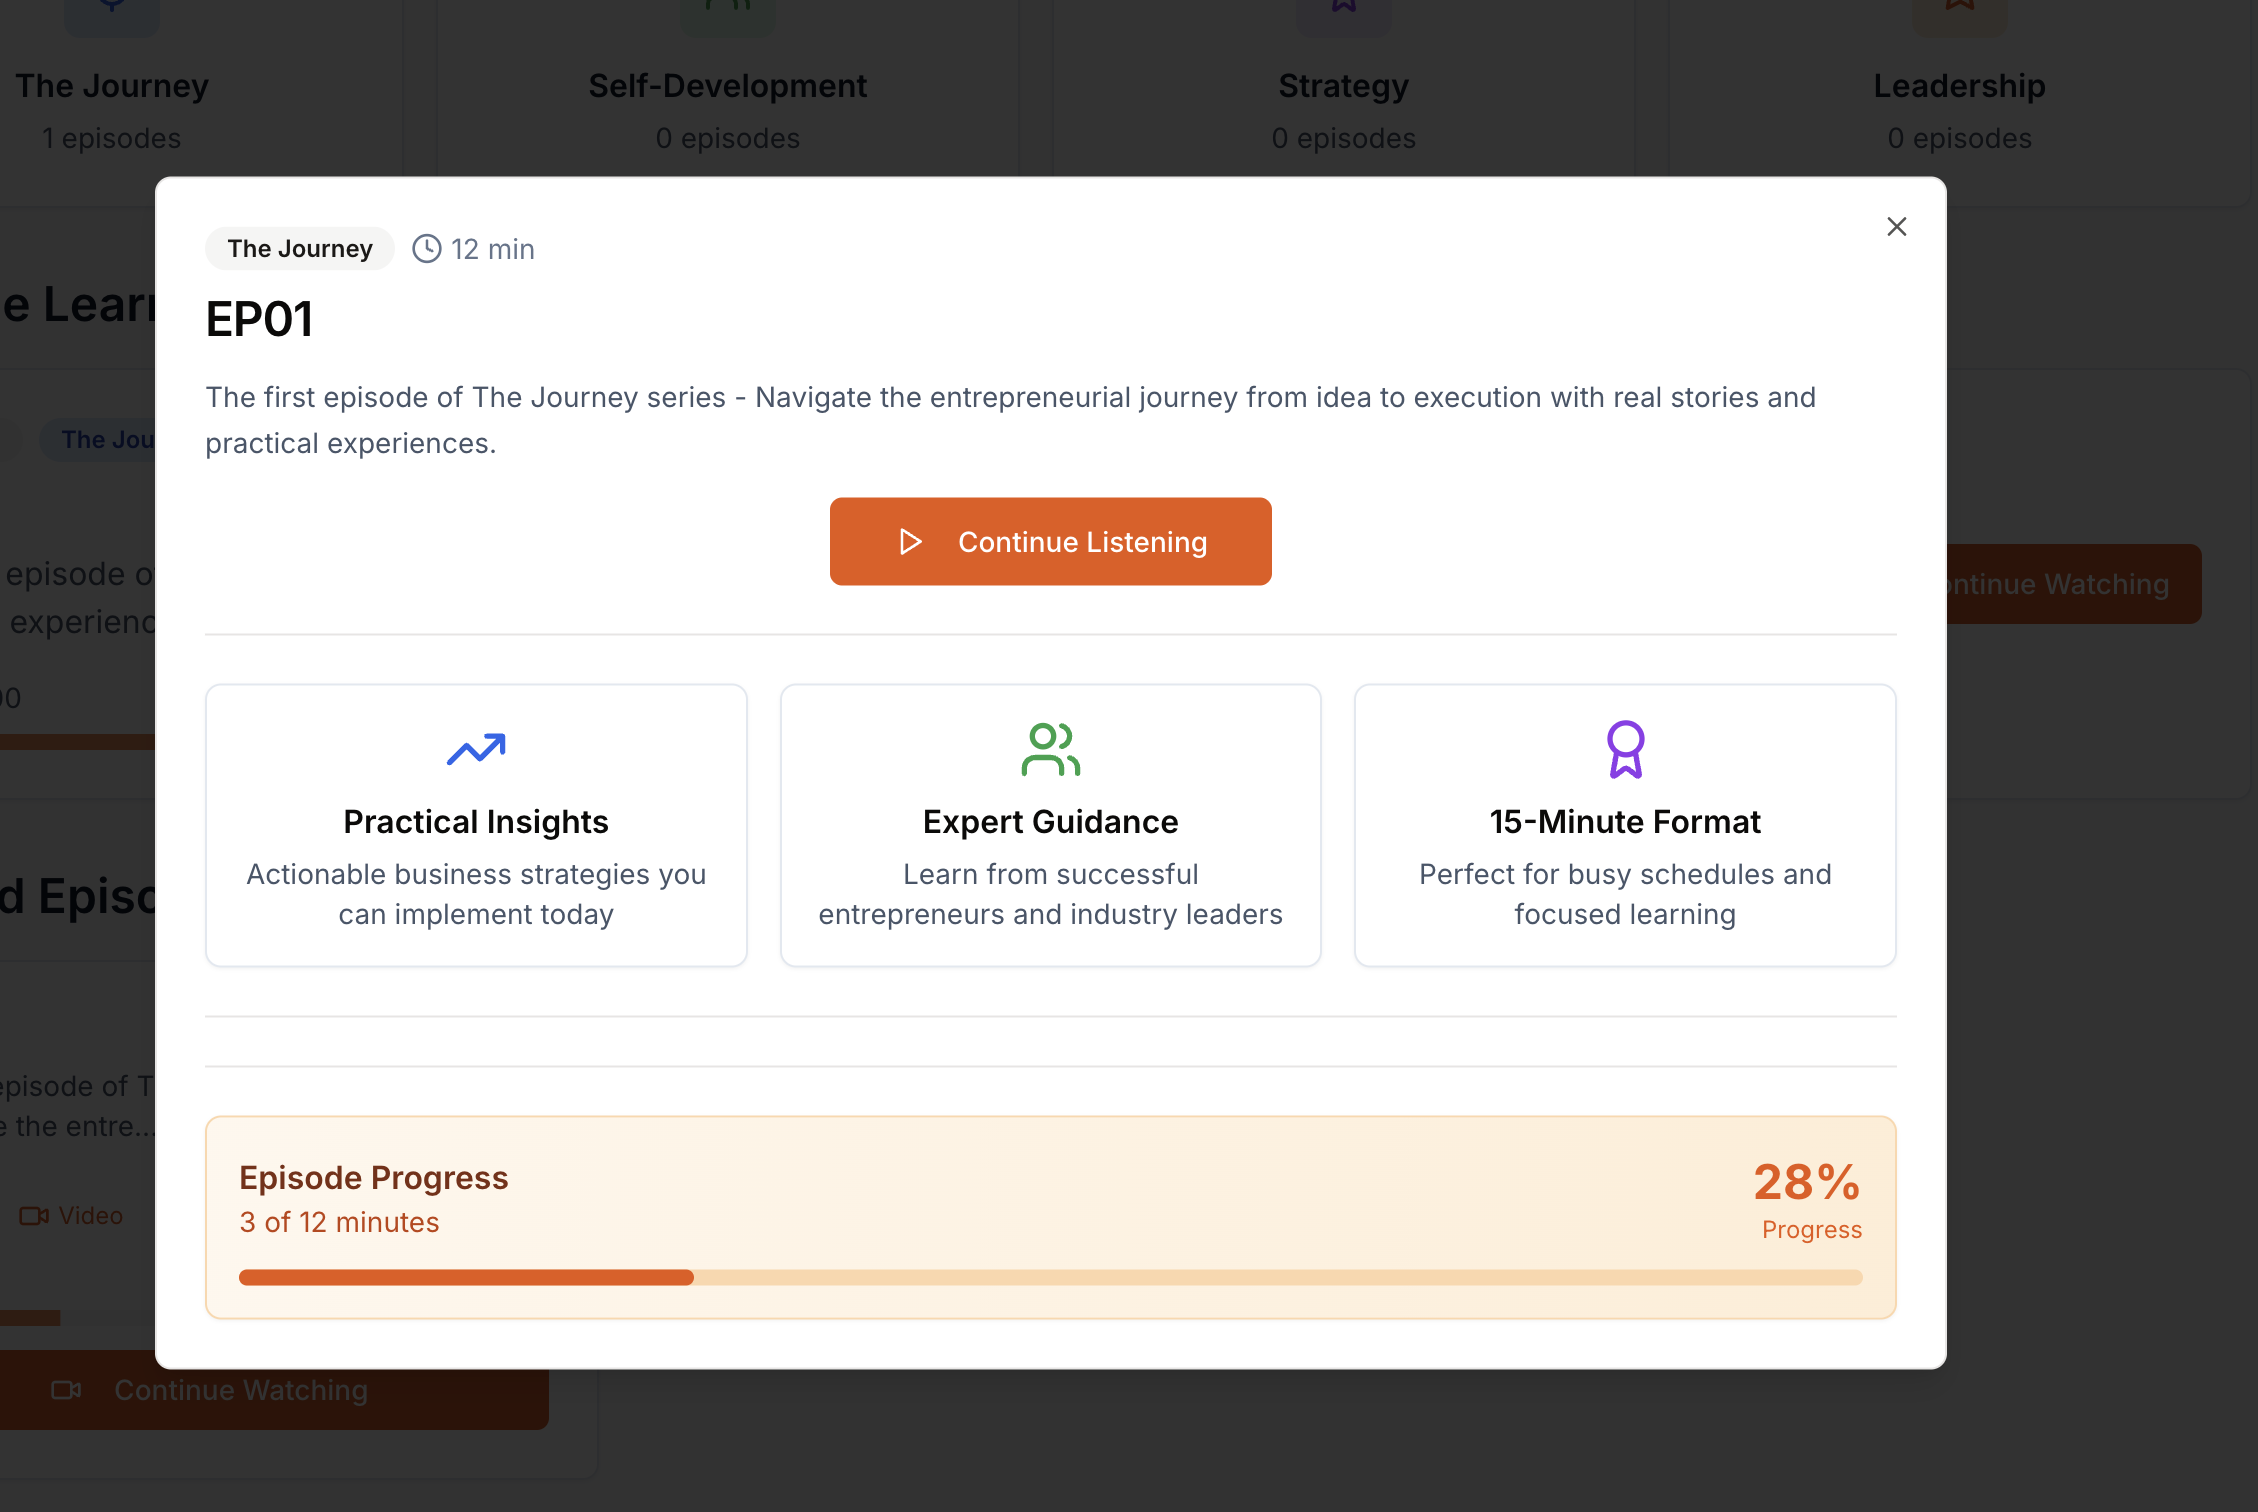 The Journey
1 episodes
Self-Development
0 episodes
Strategy
0 episodes
Leadership
0 episodes
The Journey
12 min
EP01
The first episode of The Journey series - Navigate the entrepreneurial journey from idea to execution with real stories and
practical experiences.
Continue Listening
Practical Insights
Actionable business strategies you
can implement today
Expert Guidance
Learn from successful
entrepreneurs and industry leaders
15-Minute Format
Perfect for busy schedules and
focused learning
Episode Progress
3 of 12 minutes
28%
Progress
e Lear
The Jou
episode o
experienc
ontinue Watching
00
d Episo
episode of T
e the entre...
Video
Continue Watching